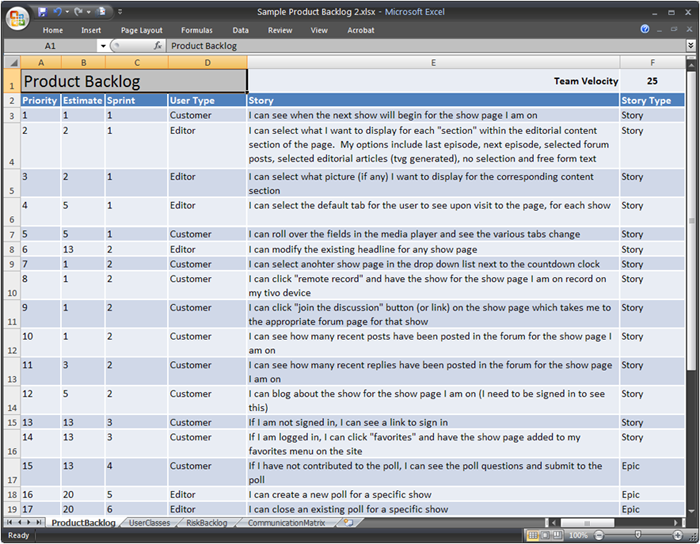 Sample Product Backlog 2.xlsx - Microsoft Excel
Home Insert Page Layout Formulas Data Review View Acrobat
A1 fx Product Backlog
A B C D E F
1 Product Backlog Team Velocity 25
2 Priority Estimate Sprint User Type Story Story Type
3 1 1 1 Customer I can see when the next show will begin for the show page I am on Story
4 2 2 1 Editor I can select what I want to display for each "section" within the editorial content Story
section of the page. My options include last episode, next episode, selected forum
posts, selected editorial articles (tvg generated), no selection and free form text
5 3 2 1 Editor I can select what picture (if any) I want to display for the corresponding content Story
section
6 4 5 1 Editor I can select the default tab for the user to see upon visit to the page, for each show Story
7 5 5 1 Customer I can roll over the fields in the media player and see the various tabs change Story
8 6 13 2 Editor I can modify the existing headline for any show page Story
9 7 1 2 Customer I can select anohter show page in the drop down list next to the countdown clock Story
10 8 1 2 Customer I can click "remote record" and have the show for the show page I am on record on Story
my tivo device
11 9 1 2 Customer I can click "join the discussion" button (or link) on the show page which takes me to Story
the appropriate forum page for that show
12 10 1 2 Customer I can see how many recent posts have been posted in the forum for the show page I Story
am on
13 11 3 2 Customer I can see how many recent replies have been posted in the forum for the show page Story
I am on
14 12 5 2 Customer I can blog about the show for the show page I am on (I need to be signed in to see Story
this)
15 13 13 3 Customer If I am not signed in, I can see a link to sign in Story
16 14 13 3 Customer If I am logged in, I can click "favorites" and have the show page added to my Story
favorites menu on the site
17 15 13 4 Customer If I have not contributed to the poll, I can see the poll questions and submit to the Epic
poll
18 16 20 5 Editor I can create a new poll for a specific show Epic
19 17 20 6 Editor I can close an existing poll for a specific show Epic
ProductBacklog UserClasses RiskBacklog CommunicationMatrix
Ready 100%